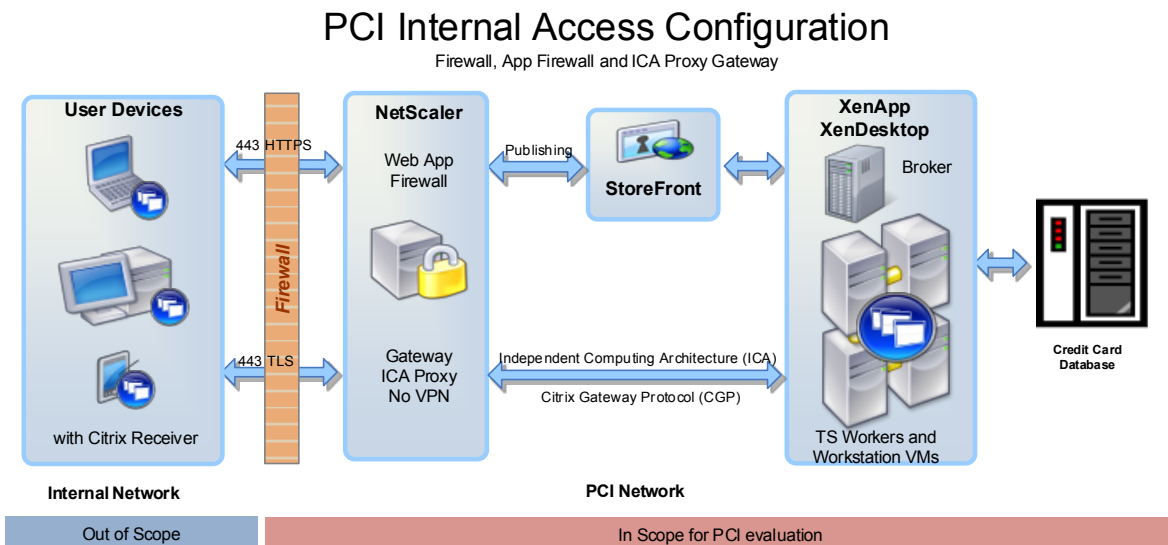 PCI Internal Access Configuration
Firewall, App Firewall and ICA Proxy Gateway
User Devices
443 HTTPS
443 TLS
with Citrix Receiver
Firewall
NetScaler
Web App
Firewall
Gateway
ICA Proxy
No VPN
Publishing
StoreFront
Independent Computing Architecture (ICA)
Citrix Gateway Protocol (CGP)
XenApp
XenDesktop
Broker
TS Workers and
Workstation VMs
Credit Card
Database
Internal Network
PCI Network
Out of Scope
In Scope for PCI evaluation